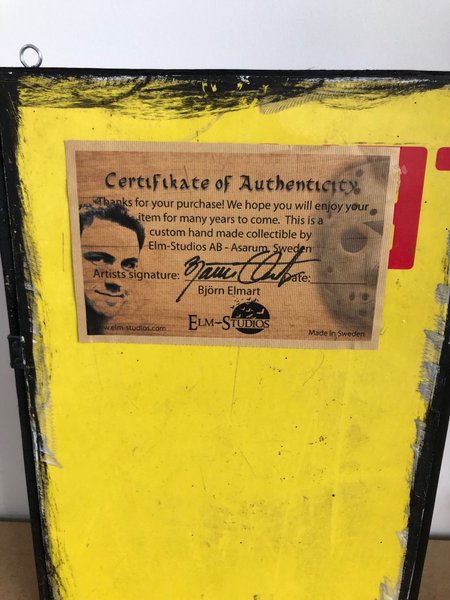 Certifikate of Authenticity
Thanks for your purchase! We hope you will enjoy your
item for many years to come. This is a
custom hand made collectible by
Elm-Studios AB - Asarum, Sweden
Artists signature: Date:
Björn Elmart
ELM-STUDIOS
www.elm-studios.com
Made in Sweden